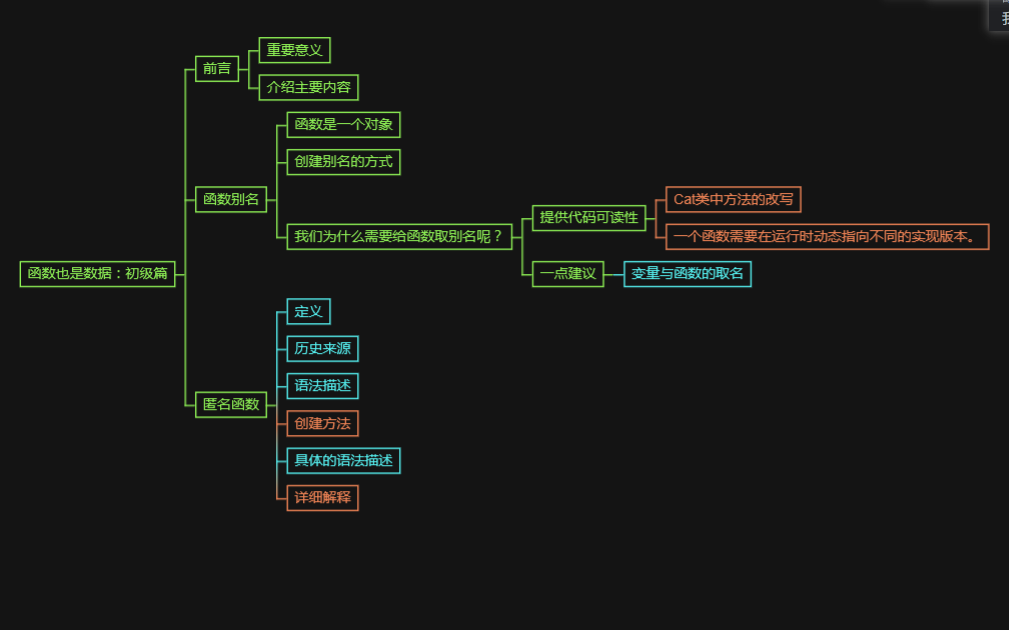 我
重要意义
前言
介绍主要内容
函数是一个对象
创建别名的方式
函数别名
Cat类中方法的改写
提供代码可读性
我们为什么需要给函数取别名呢？
一个函数需要在运行时动态指向不同的实现版本。
函数也是数据：初级篇
一点建议
变量与函数的取名
定义
历史来源
语法描述
匿名函数
创建方法
具体的语法描述
详细解释